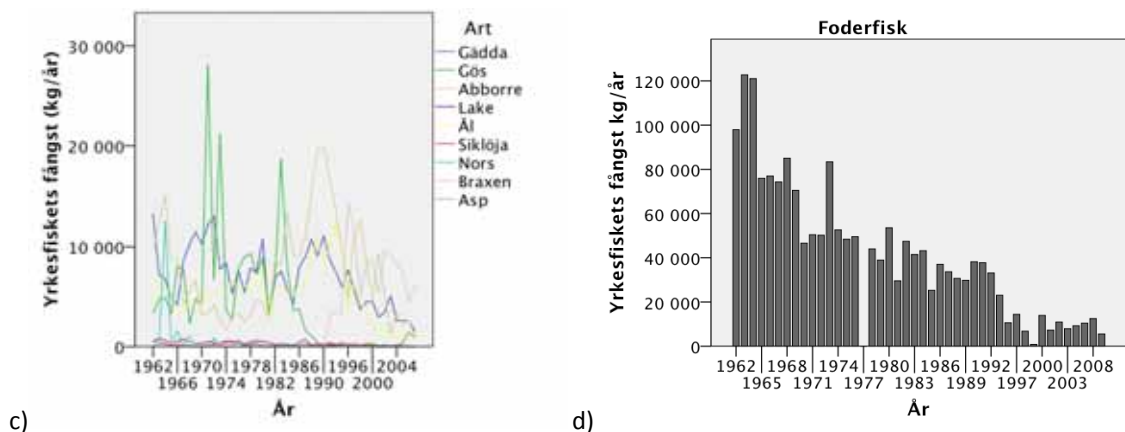 c)
Yrkesfiskets fångst (kg/år)
30 000
20 000
10 000
0
1962 1970 1978 1986 1996 2004
1966 1974 1982 1990 2000
År
Art
Gädda
Gös
Abborre
Lake
Ål
Siklöja
Nors
Braxen
Asp
d)
Foderfisk
Yrkesfiskets fångst kg/år
120 000
100 000
80 000
60 000
40 000
20 000
0
1962 1968 1974 1980 1986 1992 2000 2008
1965 1971 1977 1983 1989 1997 2003
År